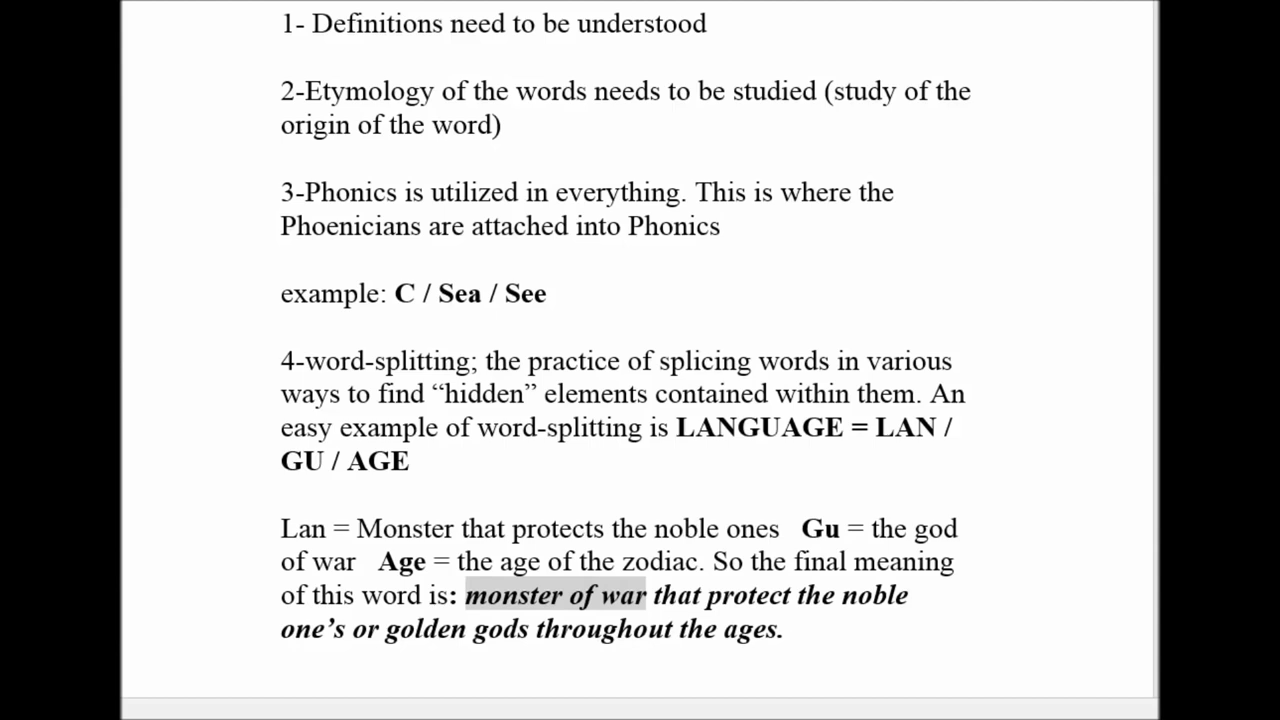 1- Definitions need to be understood
2-Etymology of the words needs to be studied (study of the
origin of the word)
3-Phonics is utilized in everything. This is where the
Phoenicians are attached into Phonics
example: C / Sea / See
4-word-splitting; the practice of splicing words in various
ways to find “hidden” elements contained within them. An
easy example of word-splitting is LANGUAGE = LAN /
GU / AGE
Lan = Monster that protects the noble ones   Gu = the god
of war   Age = the age of the zodiac. So the final meaning
of this word is: monster of war that protect the noble
one’s or golden gods throughout the ages.